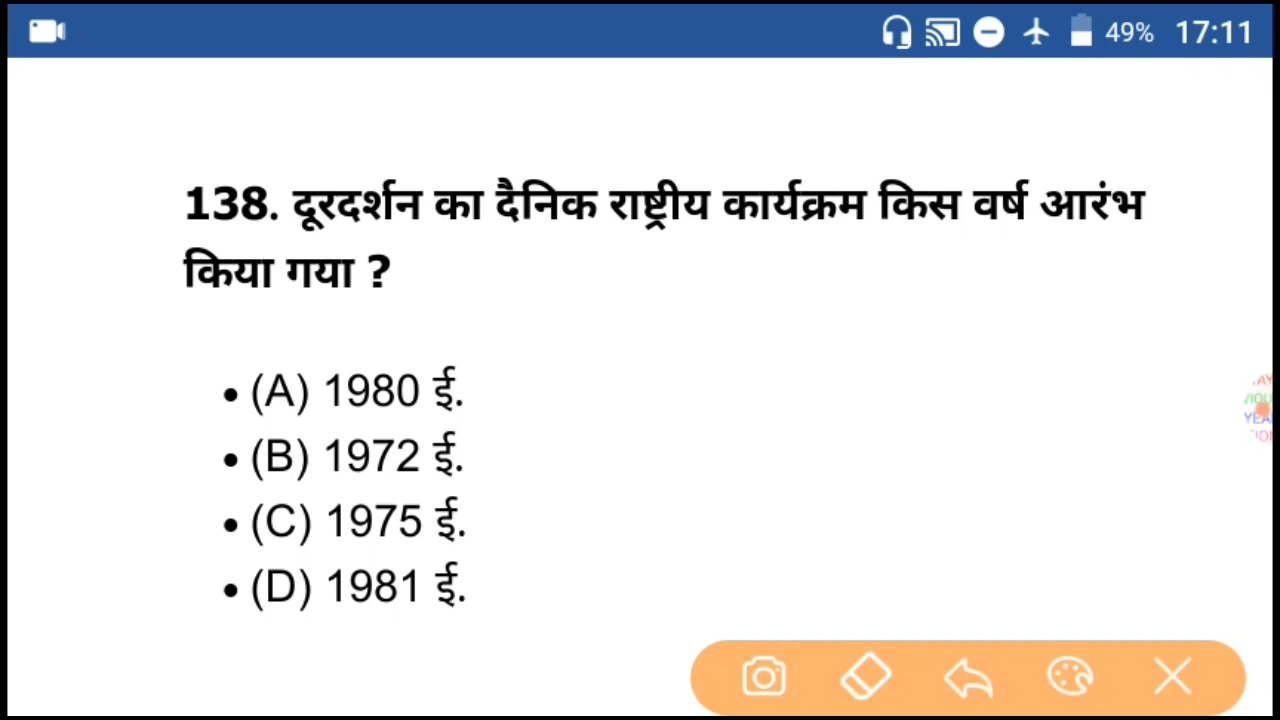 49% 17:11
138. दूरदर्शन का दैनिक राष्ट्रीय कार्यक्रम किस वर्ष आरंभ
किया गया ?
• (A) 1980 ई.
• (B) 1972 ई.
• (C) 1975 ई.
• (D) 1981 ई.